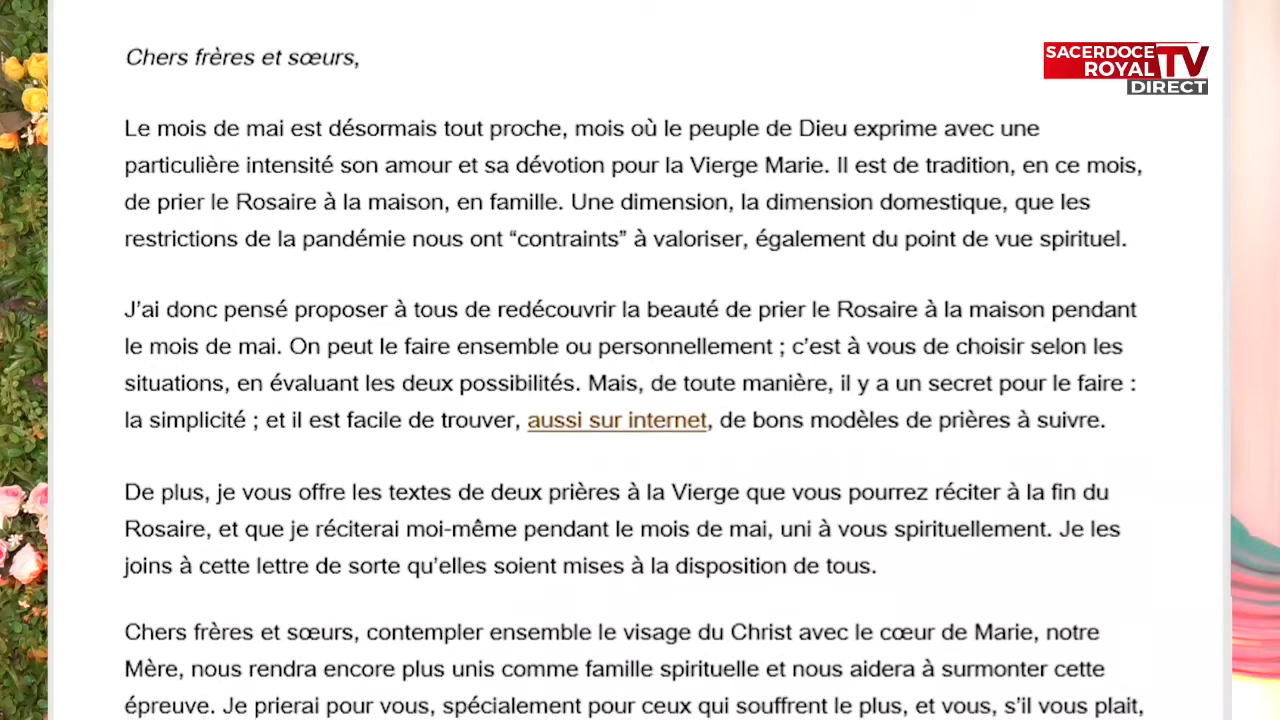 Chers frères et sœurs,
SACERDOCE
ROYAL TV
DIRECT
Le mois de mai est désormais tout proche, mois où le peuple de Dieu exprime avec une
particulière intensité son amour et sa dévotion pour la Vierge Marie. Il est de tradition, en ce mois,
de prier le Rosaire à la maison, en famille. Une dimension, la dimension domestique, que les
restrictions de la pandémie nous ont “contraints” à valoriser, également du point de vue spirituel.
J’ai donc pensé proposer à tous de redécouvrir la beauté de prier le Rosaire à la maison pendant
le mois de mai. On peut le faire ensemble ou personnellement ; c’est à vous de choisir selon les
situations, en évaluant les deux possibilités. Mais, de toute manière, il y a un secret pour le faire :
la simplicité ; et il est facile de trouver, aussi sur internet, de bons modèles de prières à suivre.
De plus, je vous offre les textes de deux prières à la Vierge que vous pourrez réciter à la fin du
Rosaire, et que je réciterai moi-même pendant le mois de mai, uni à vous spirituellement. Je les
joins à cette lettre de sorte qu’elles soient mises à la disposition de tous.
Chers frères et sœurs, contempler ensemble le visage du Christ avec le cœur de Marie, notre
Mère, nous rendra encore plus unis comme famille spirituelle et nous aidera à surmonter cette
épreuve. Je prierai pour vous, spécialement pour ceux qui souffrent le plus, et vous, s’il vous plait,